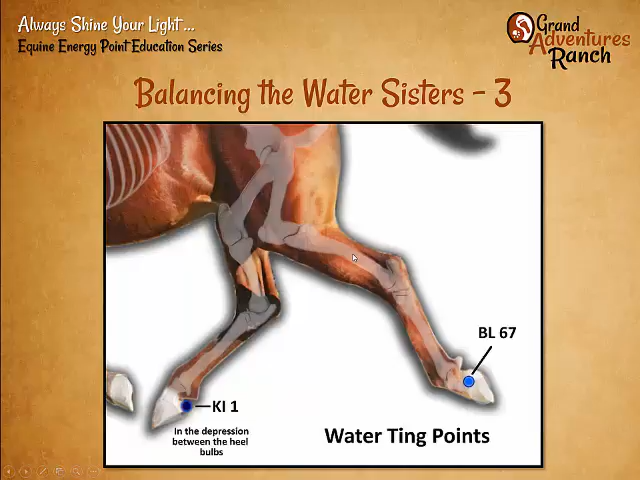 Always Shine Your Light...
Equine Energy Point Education Series
Grand
Adventures
Ranch
Balancing the Water Sisters - 3
BL 67
KI 1
In the depression
between the heel
bulbs
Water Ting Points